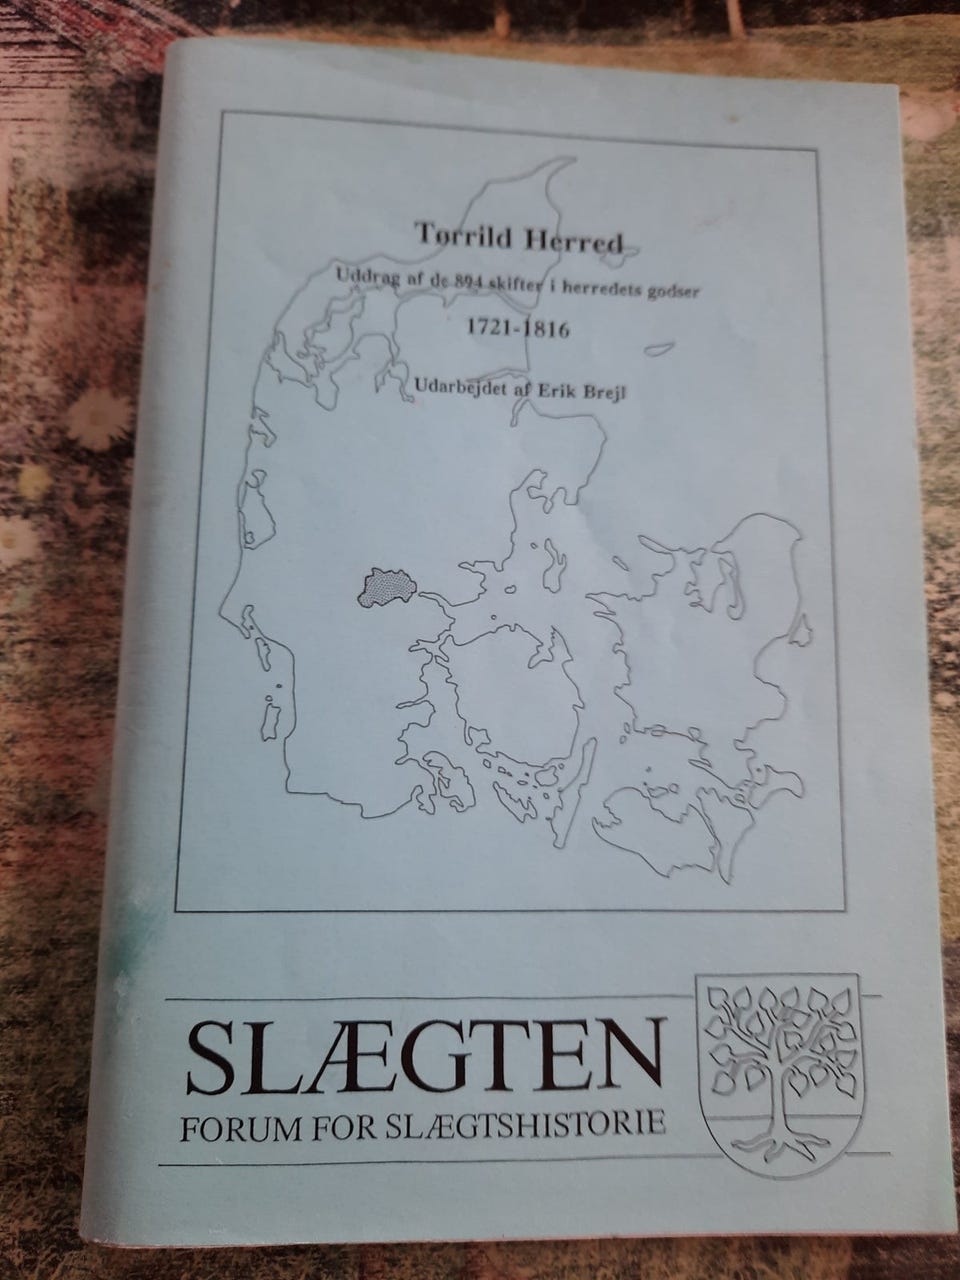 Tørrild Herred
Uddrag af de 894 skifter i herredets godser
1721-1816
Udarbejdet af Erik Brejl
SLÆGTEN
FORUM FOR SLÆGTSHISTORIE